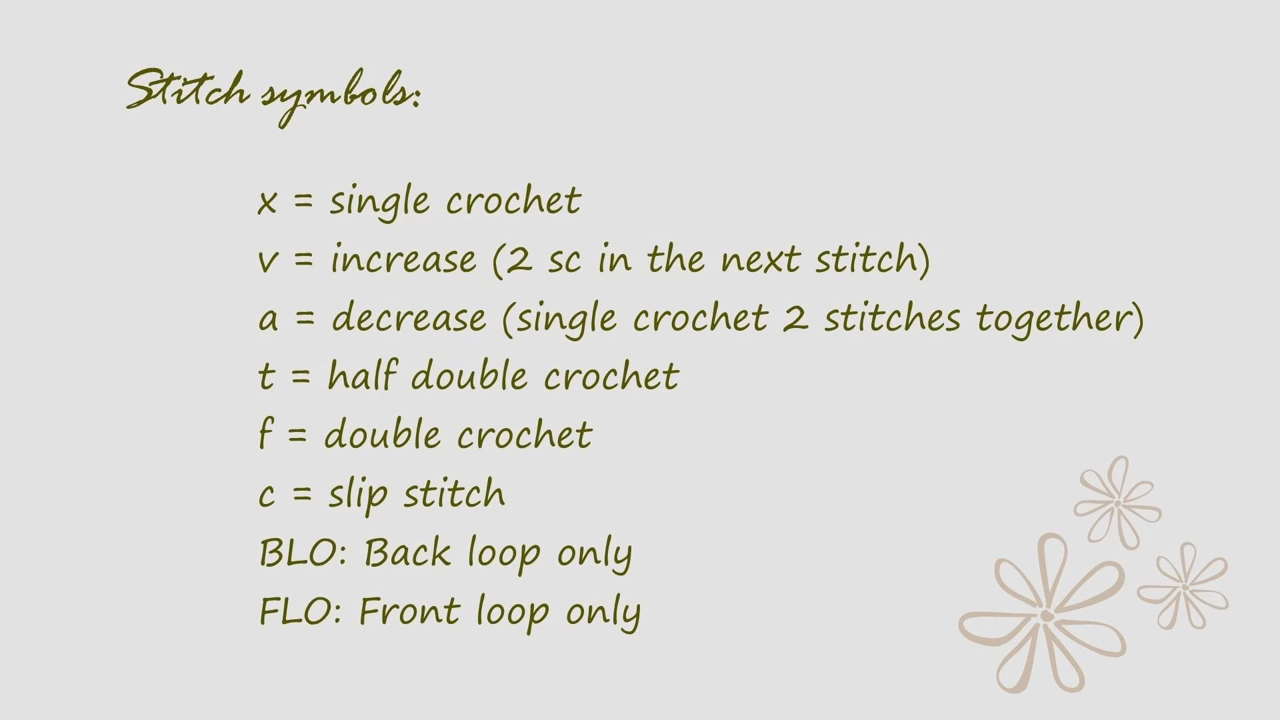 Stitch symbols:
x = single crochet
v = increase (2 sc in the next stitch)
a = decrease (single crochet 2 stitches together)
t = half double crochet
f = double crochet
c = slip stitch
BLO: Back loop only
FLO: Front loop only